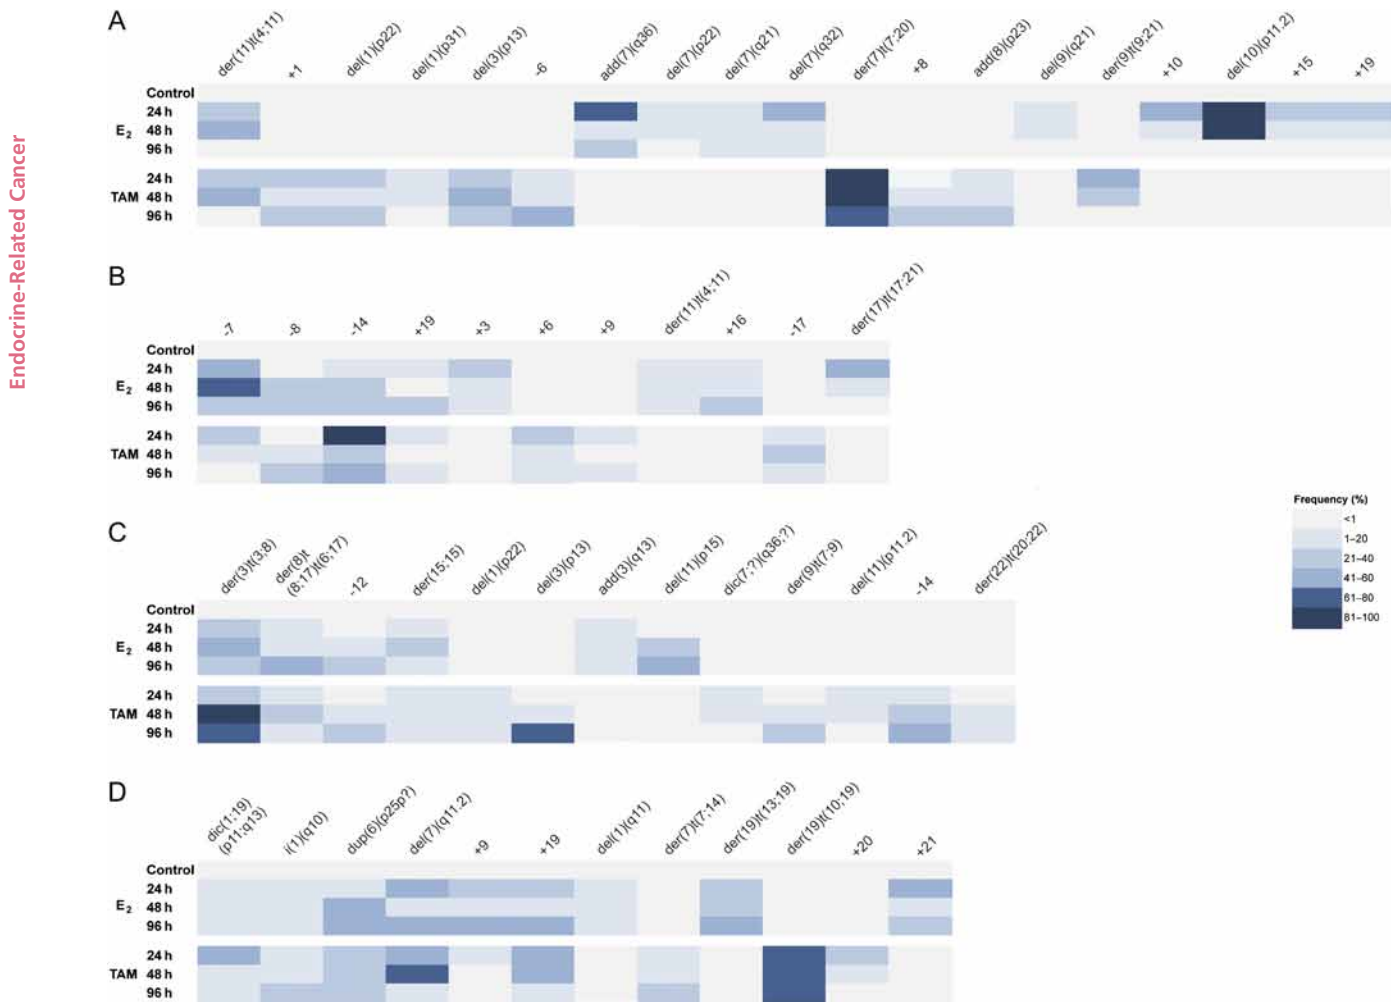 Endocrine-Related Cancer
A
der(11)t(4;11) +1 del(1)(p22) del(1)(p31) del(3)(p13) -6 add(7)(q36) del(7)(p22) del(7)(q21) del(7)(q32) der(7)t(7;20) +8 add(8)(p23) del(9)(q21) der(9)t(9;21) +10 del(10)(p11.2) +15 +19
Control
24 h
E2 48 h
96 h
24 h
TAM 48 h
96 h
B
-7 -8 -14 +19 +3 +6 +9 der(11)t(4;11) +16 -17 der(17)t(17;21)
Control
24 h
E2 48 h
96 h
24 h
TAM 48 h
96 h
Frequency (%)
<1
1–20
21–40
41–60
61–80
81–100
C
der(3)t(3;8) der(8)t(8;17)t(6;17) -12 der(15;15) del(1)(p22) del(3)(p13) add(3)(q13) del(11)(p15) dic(7;?)(q36;?) der(9)t(7;9) del(11)(p11.2) -14 der(22)t(20;22)
Control
24 h
E2 48 h
96 h
24 h
TAM 48 h
96 h
D
dic(1;19)(p11;q13) i(1)(q10) dup(6)(p25p?) del(7)(q11.2) +9 +19 del(1)(q11) der(7)t(7;14) der(19)t(13;19) der(19)t(10;19) +20 +21
Control
24 h
E2 48 h
96 h
24 h
TAM 48 h
96 h